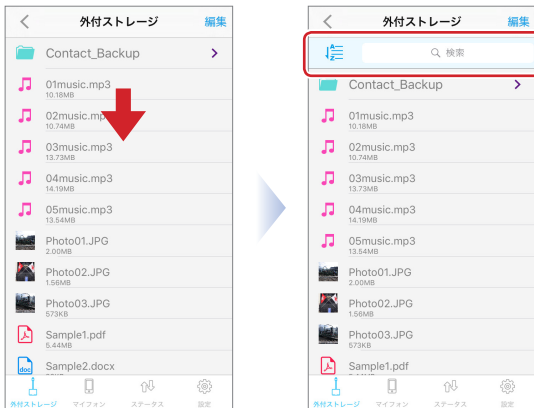 外付ストレージ 編集
Contact_Backup
01music.mp3
10.18MB
02music.mp3
10.74MB
03music.mp3
13.73MB
04music.mp3
14.19MB
05music.mp3
13.54MB
Photo01.JPG
2.00MB
Photo02.JPG
1.56MB
Photo03.JPG
573KB
Sample1.pdf
5.44MB
doc Sample2.docx
外付ストレージ マイフォン ステータス 設定
外付ストレージ 編集
A
Z
検索
Contact_Backup
01music.mp3
10.18MB
02music.mp3
10.74MB
03music.mp3
13.73MB
04music.mp3
14.19MB
05music.mp3
13.54MB
Photo01.JPG
2.00MB
Photo02.JPG
1.56MB
Photo03.JPG
573KB
Sample1.pdf
外付ストレージ マイフォン ステータス 設定